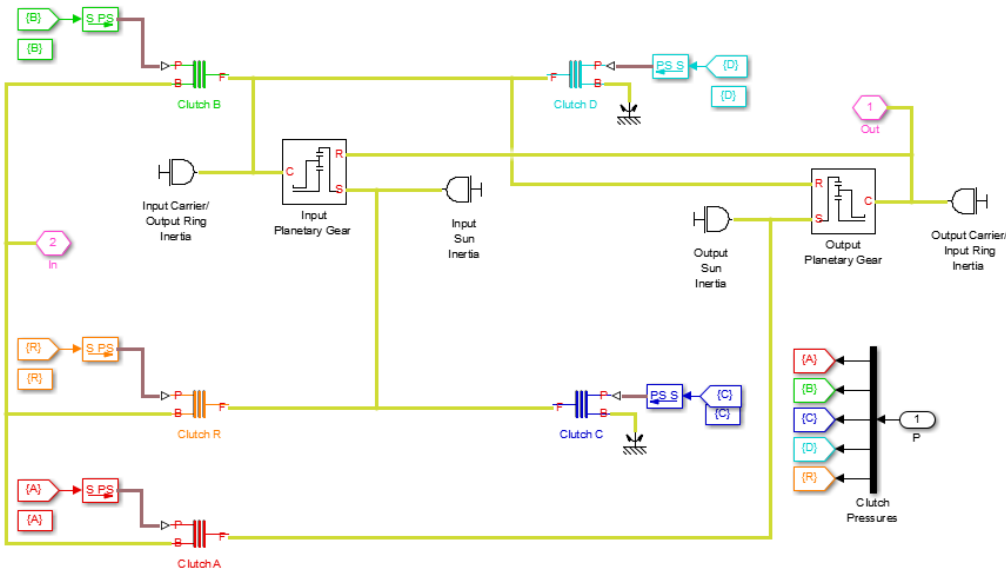 {B}
S PS
{B}
P
B
F
Clutch B
F
P
B
Clutch D
PS S
{D}
{D}
1
Out
C
R
S
Input Carrier/
Output Ring
Inertia
Input
Planetary Gear
Input
Sun
Inertia
R
S
C
Output
Sun
Inertia
Output
Planetary Gear
Output Carrier/
Input Ring
Inertia
2
In
{R}
S PS
{R}
P
B
F
Clutch R
F
P
B
Clutch C
PS S
{C}
{C}
{A}
{B}
{C}
{D}
{R}
1
P
Clutch
Pressures
{A}
S PS
{A}
P
B
F
Clutch A